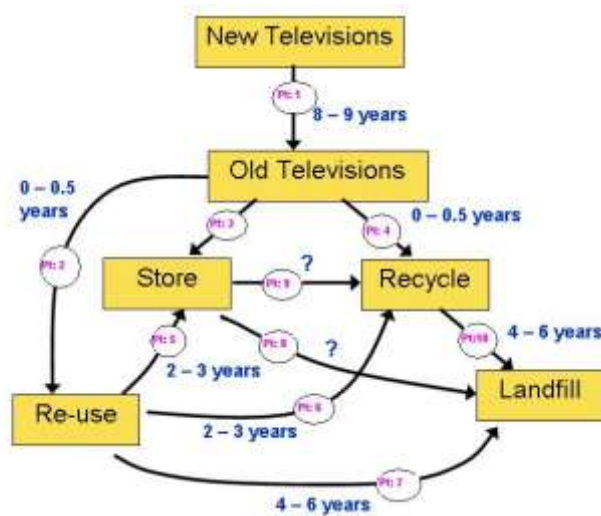 New Televisions
Pt: 1
8 – 9 years
Old Televisions
0 – 0.5
years
Pt: 3
Pt: 4
0 – 0.5 years
Pt: 2
Store
Pt: 9
?
Recycle
Pt: 5
Pt: 8
?
Pt:10
4 – 6 years
2 – 3 years
Landfill
Re-use
Pt: 6
2 – 3 years
Pt: 7
4 – 6 years